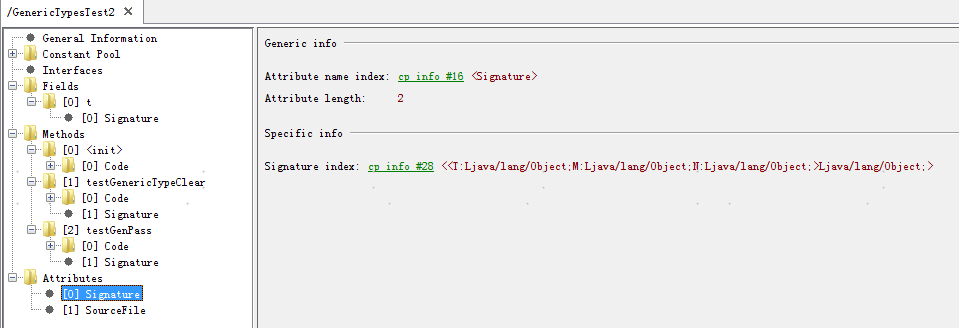 /GenericTypesTest2
General Information
Constant Pool
Interfaces
Fields
[0] t
[0] Signature
Methods
[0] <init>
[0] Code
[1] testGenericTypeClear
[0] Code
[1] Signature
[2] testGenPass
[0] Code
[1] Signature
Attributes
[0] Signature
[1] SourceFile
Generic info
Attribute name index: cp info #16 <Signature>
Attribute length: 2
Specific info
Signature index: cp info #28 <<T:Ljava/lang/Object;M:Ljava/lang/Object;N:Ljava/lang/Object;>Ljava/lang/Object;>